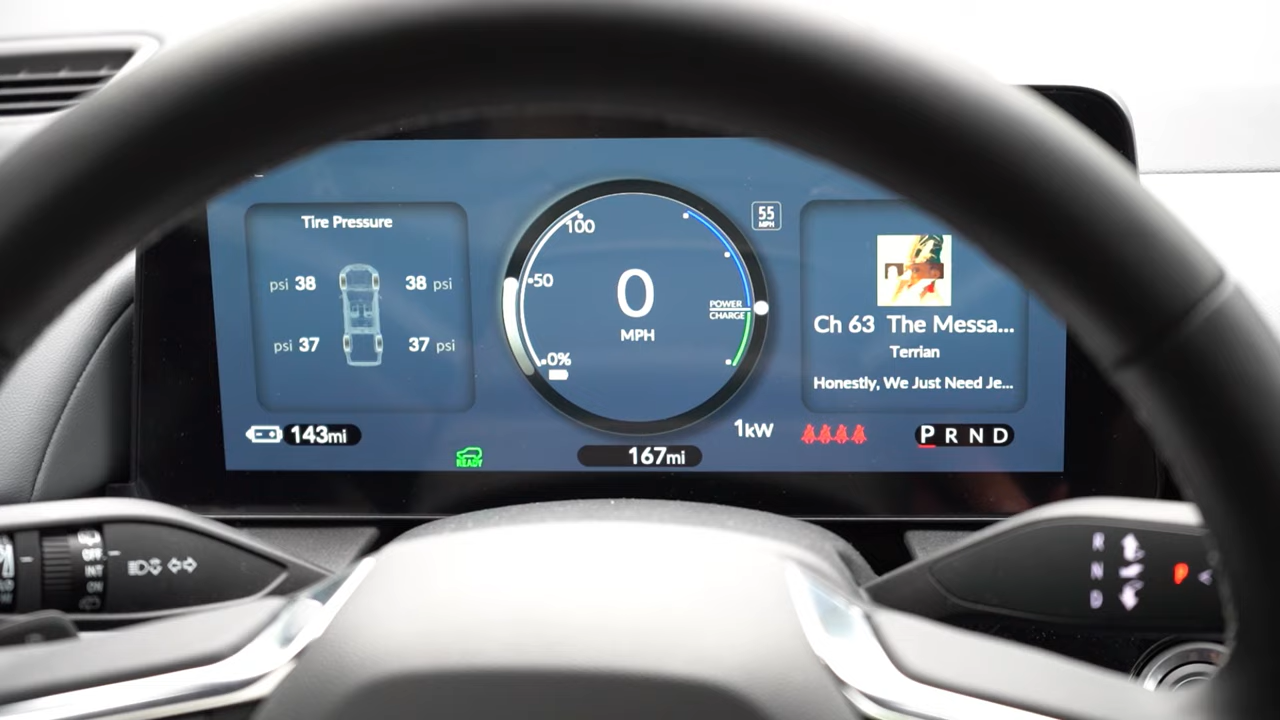 Tire Pressure
psi 38
38 psi
psi 37
37 psi
100
50
0%
0
MPH
POWER
CHARGE
55
MPH
Ch 63 The Messa...
Terrian
Honestly, We Just Need Je...
143mi
READY
167mi
1kW
P R N D
OFF
INT
ON
R
N
D
P